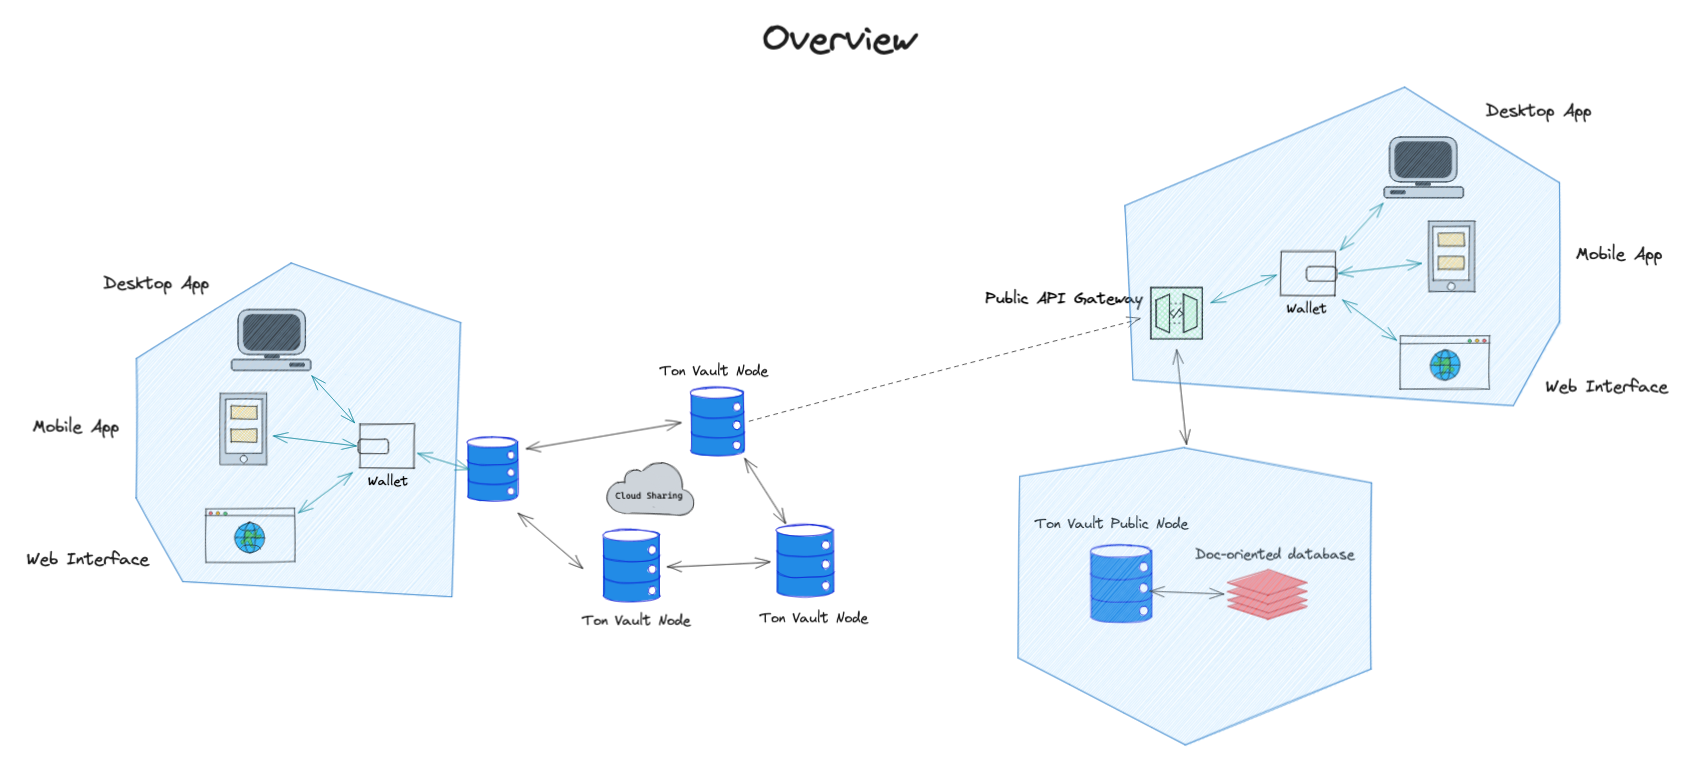 Overview
Desktop App
Mobile App
Wallet
Web Interface
Ton Vault Node
Cloud Sharing
Ton Vault Node
Ton Vault Node
Desktop App
Public API Gateway
Mobile App
Wallet
Web Interface
Ton Vault Public Node
Doc-oriented database